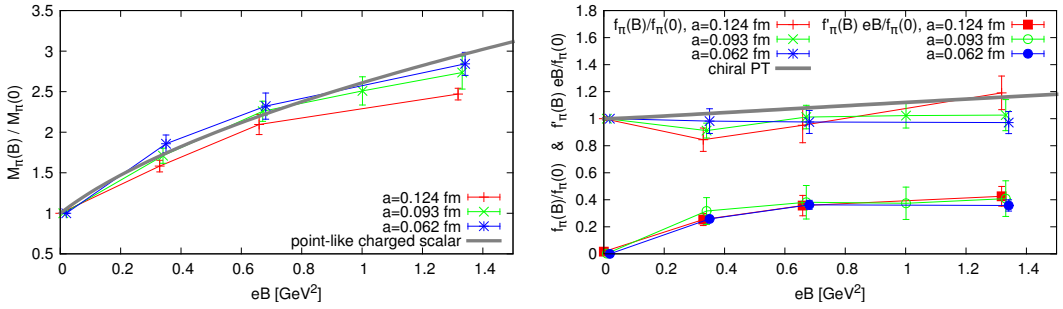 3.5
3
2.5
2
1.5
1
0.5
0
0.2
0.4
0.6
0.8
1
1.2
1.4
M_π(B) / M_π(0)
eB [GeV²]
a=0.124 fm
a=0.093 fm
a=0.062 fm
point-like charged scalar
f_π(B)/f_π(0), a=0.124 fm
a=0.093 fm
a=0.062 fm
chiral PT
f'_π(B) eB/f_π(0), a=0.124 fm
a=0.093 fm
a=0.062 fm
1.8
1.6
1.4
1.2
1
0.8
0.6
0.4
0.2
0
0
0.2
0.4
0.6
0.8
1
1.2
1.4
f_π(B)/f_π(0) & f'_π(B) eB/f_π(0)
eB [GeV²]